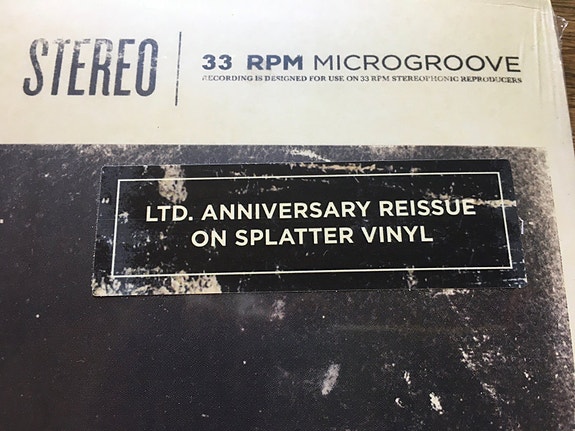 STEREO
33 RPM MICROGROOVE
RECORDING IS DESIGNED FOR USE ON 33 RPM STEREOPHONIC REPRODUCERS
LTD. ANNIVERSARY REISSUE
ON SPLATTER VINYL